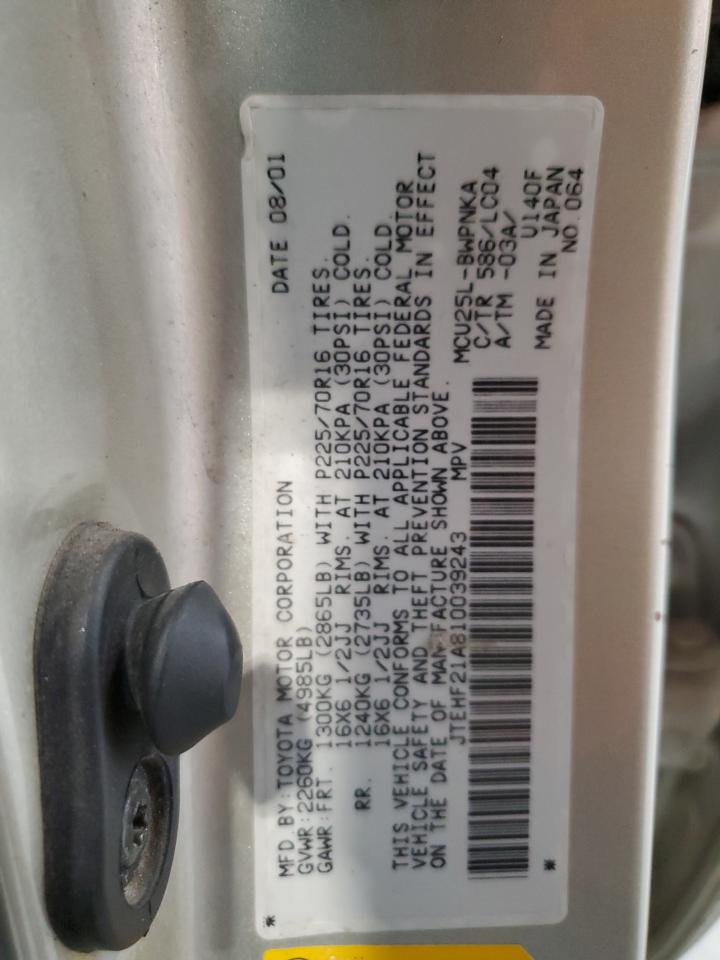 MFD. BY: TOYOTA MOTOR CORPORATION DATE 08/01
GVWR: 2260KG (4985LB)
GAWR: FRT. 1300KG (2865LB) WITH P225/70R16 TIRES.
16X6 1/2JJ RIMS. AT 210KPA (30PSI) COLD.
RR. 1240KG (2735LB) WITH P225/70R16 TIRES.
16X6 1/2JJ RIMS. AT 210KPA (30PSI) COLD.
THIS VEHICLE CONFORMS TO ALL APPLICABLE FEDERAL MOTOR
VEHICLE SAFETY AND THEFT PREVENTION STANDARDS IN EFFECT
ON THE DATE OF MANUFACTURE SHOWN ABOVE.
JTEHF21A810039243 MPV MCU25L-BWPNKA
C/TR 586/LC04
A/TM -03A/
U140F
MADE IN JAPAN
NO. 064